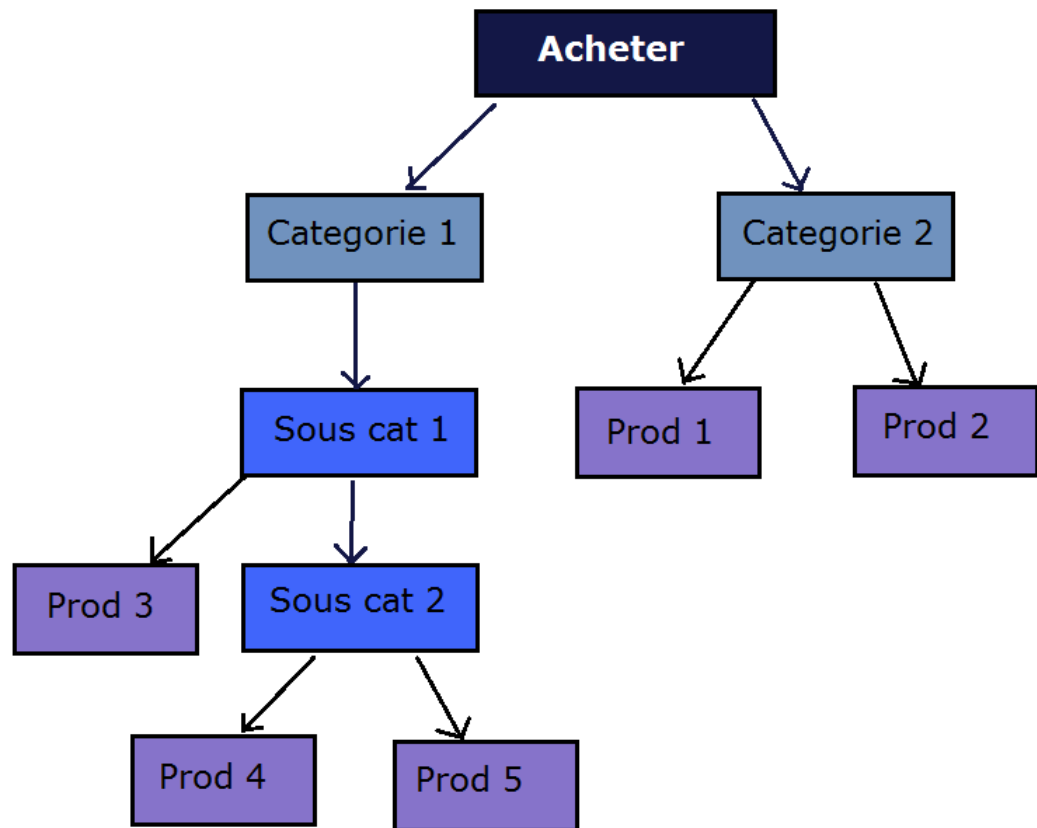 Acheter
Categorie 1
Categorie 2
Sous cat 1
Prod 1
Prod 2
Prod 3
Sous cat 2
Prod 4
Prod 5